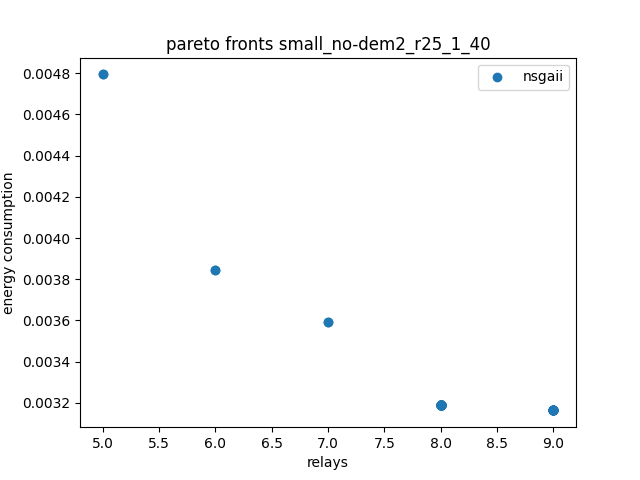 pareto fronts small_no-dem2_r25_1_40
nsgaii
energy consumption
0.0048
0.0046
0.0044
0.0042
0.0040
0.0038
0.0036
0.0034
0.0032
5.0 5.5 6.0 6.5 7.0 7.5 8.0 8.5 9.0
relays